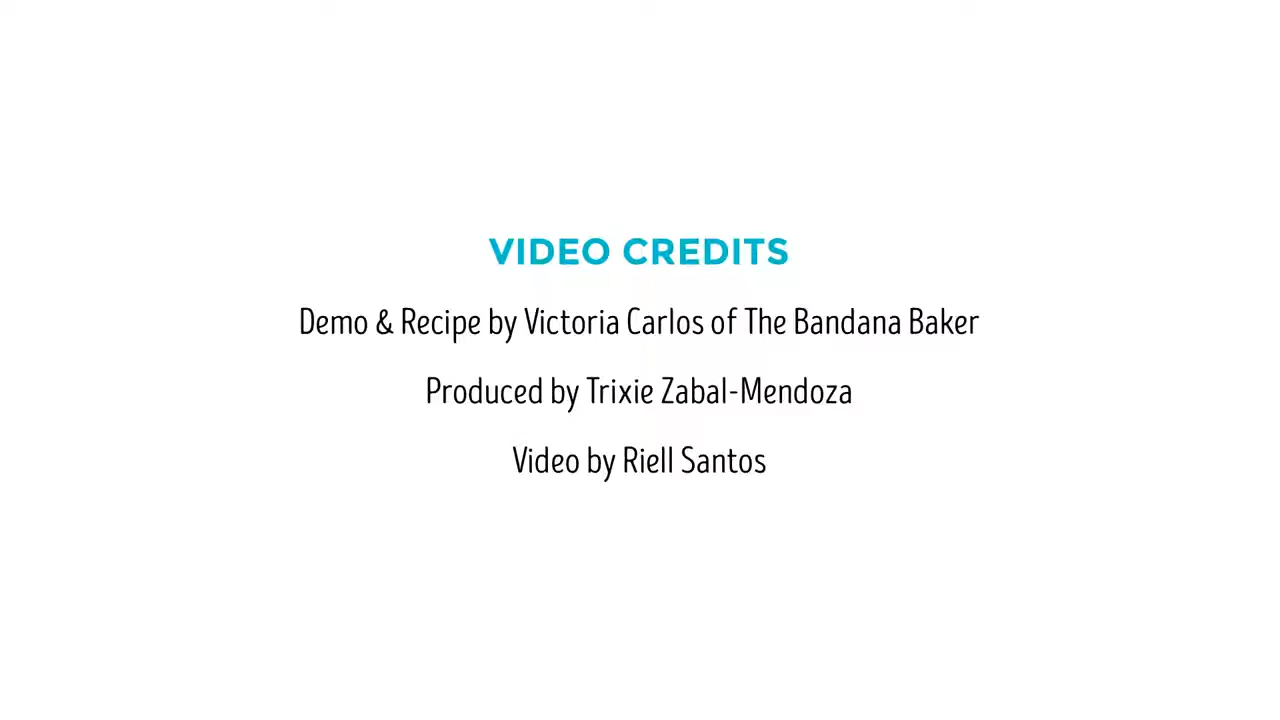 VIDEO CREDITS
Demo & Recipe by Victoria Carlos of The Bandana Baker
Produced by Trixie Zabal-Mendoza
Video by Riell Santos